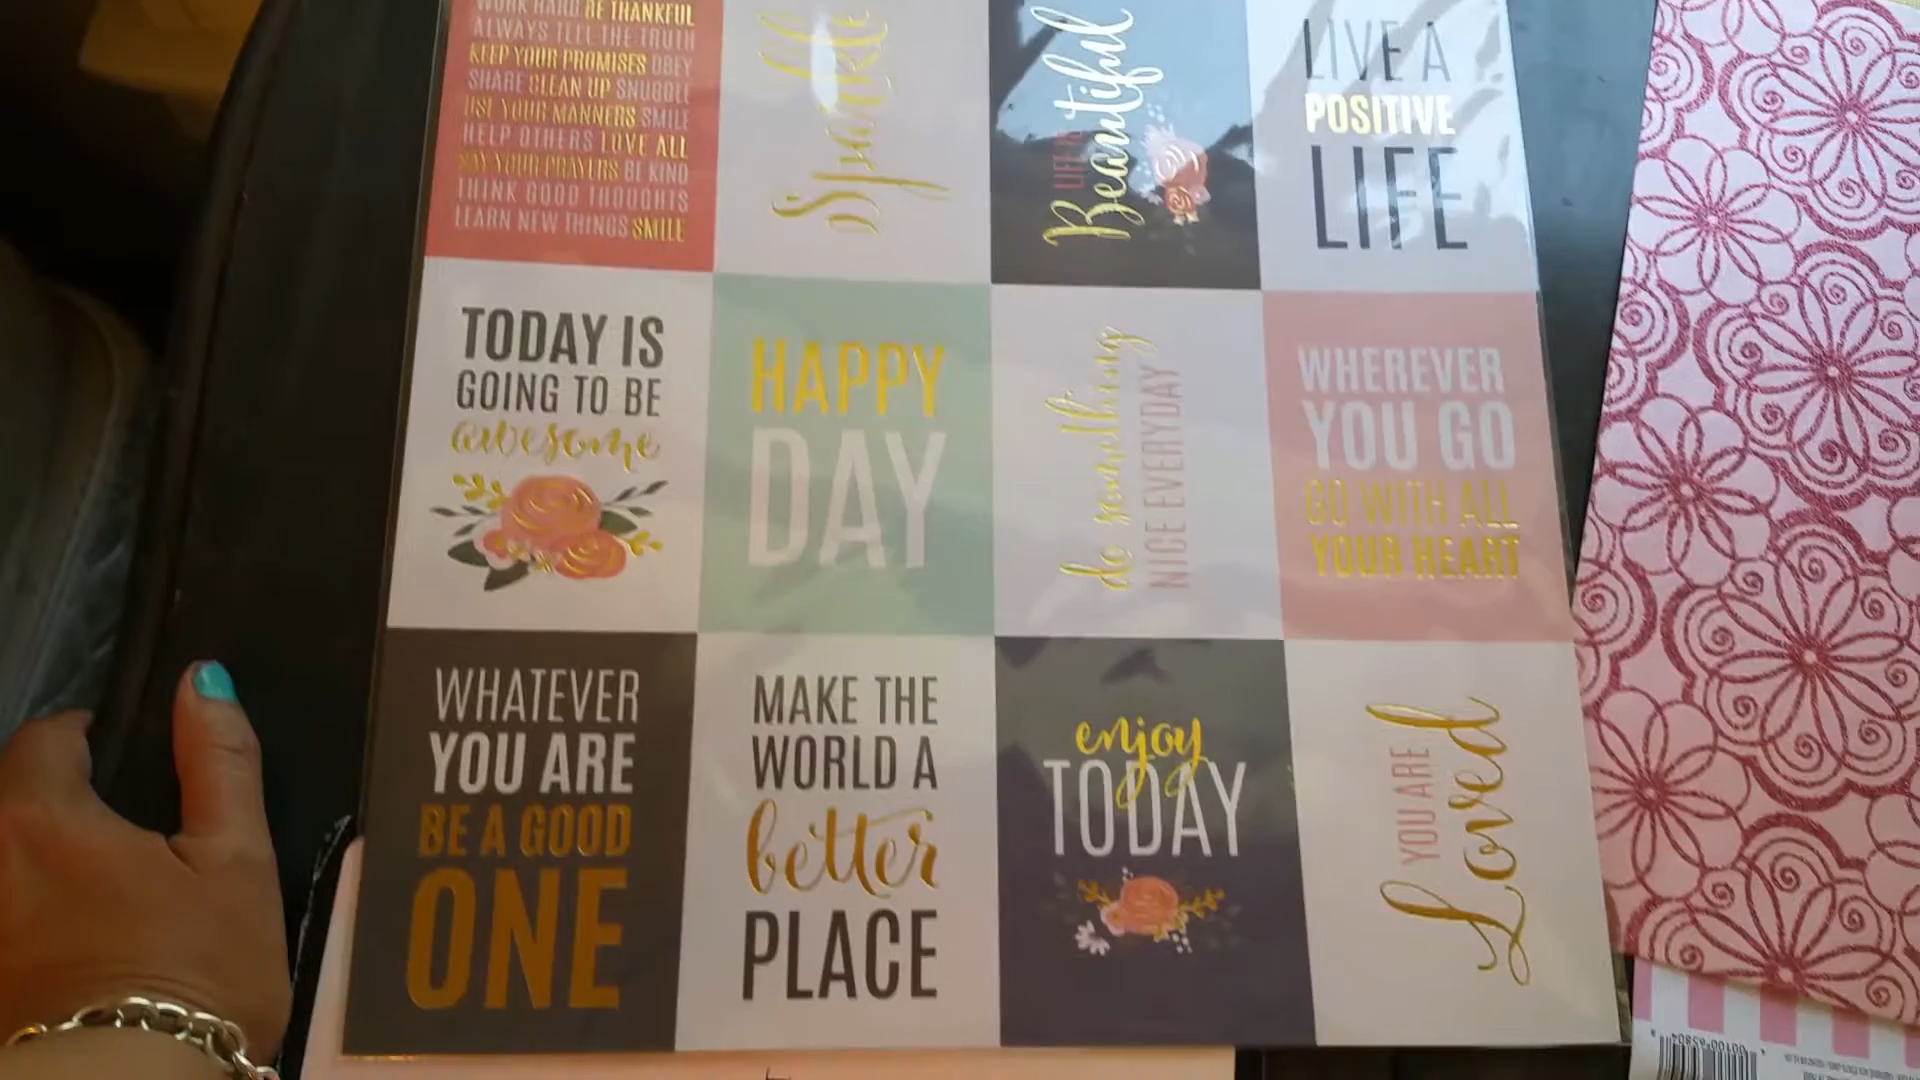 WORK HARD BE THANKFUL
ALWAYS TELL THE TRUTH
KEEP YOUR PROMISES OBEY
SHARE CLEAN UP SNUGGLE
USE YOUR MANNERS SMILE
HELP OTHERS LOVE ALL
SAY YOUR PRAYERS BE KIND
THINK GOOD THOUGHTS
LEARN NEW THINGS SMILE
Sparkle
LIFE IS
Beautiful
LIVE A
POSITIVE
LIFE
TODAY IS
GOING TO BE
awesome
HAPPY
DAY
do something
NICE EVERYDAY
WHEREVER
YOU GO
GO WITH ALL
YOUR HEART
WHATEVER
YOU ARE
BE A GOOD
ONE
MAKE THE
WORLD A
better
PLACE
enjoy
TODAY
YOU ARE
Loved